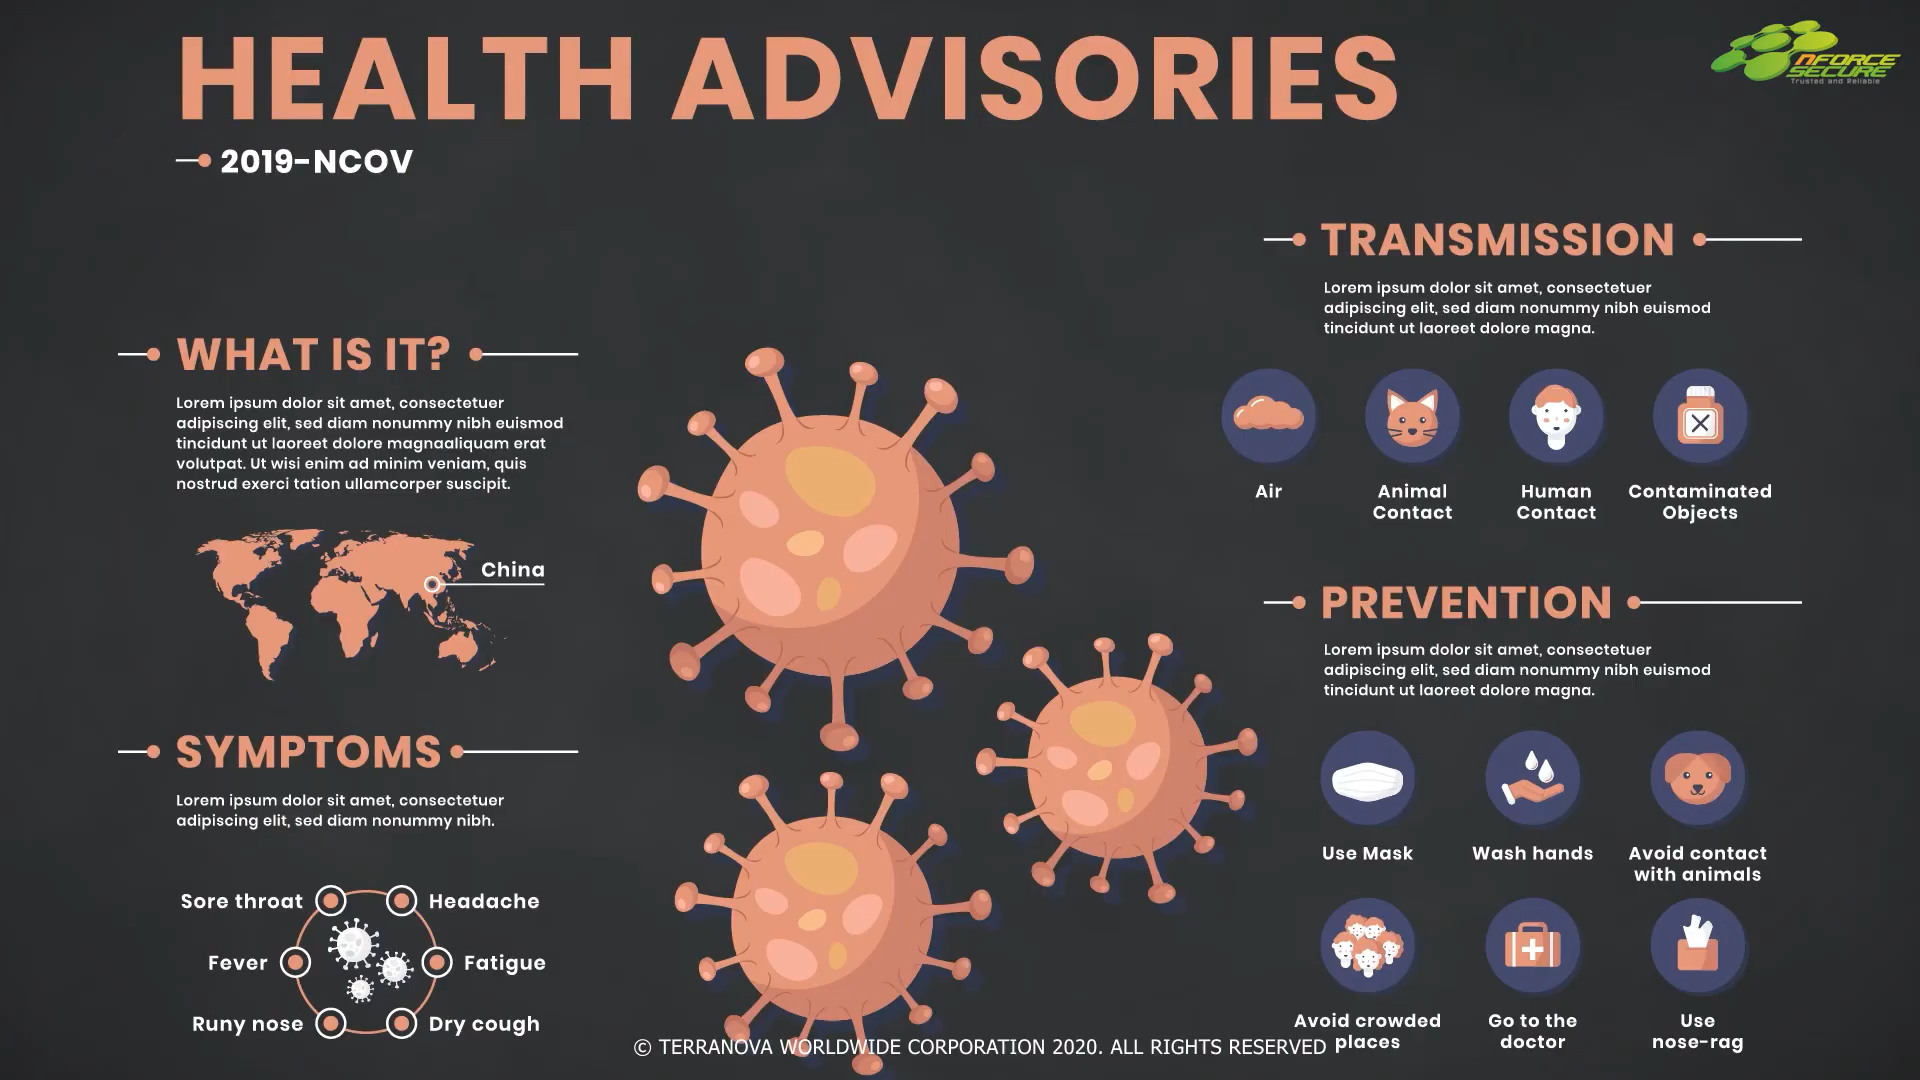 HEALTH ADVISORIES
2019-NCOV
NFORCE
SECURE
Trusted and Reliable
WHAT IS IT?
Lorem ipsum dolor sit amet, consectetuer
adipiscing elit, sed diam nonummy nibh euismod
tincidunt ut laoreet dolore magnaaliquam erat
volutpat. Ut wisi enim ad minim veniam, quis
nostrud exerci tation ullamcorper suscipit.
China
SYMPTOMS
Lorem ipsum dolor sit amet, consectetuer
adipiscing elit, sed diam nonummy nibh.
Sore throat
Headache
Fever
Fatigue
Runy nose
Dry cough
TRANSMISSION
Lorem ipsum dolor sit amet, consectetuer
adipiscing elit, sed diam nonummy nibh euismod
tincidunt ut laoreet dolore magna.
Air
Animal
Contact
Human
Contact
Contaminated
Objects
PREVENTION
Lorem ipsum dolor sit amet, consectetuer
adipiscing elit, sed diam nonummy nibh euismod
tincidunt ut laoreet dolore magna.
Use Mask
Wash hands
Avoid contact
with animals
Avoid crowded
places
Go to the
doctor
Use
nose-rag
© TERRANOVA WORLDWIDE CORPORATION 2020. ALL RIGHTS RESERVED